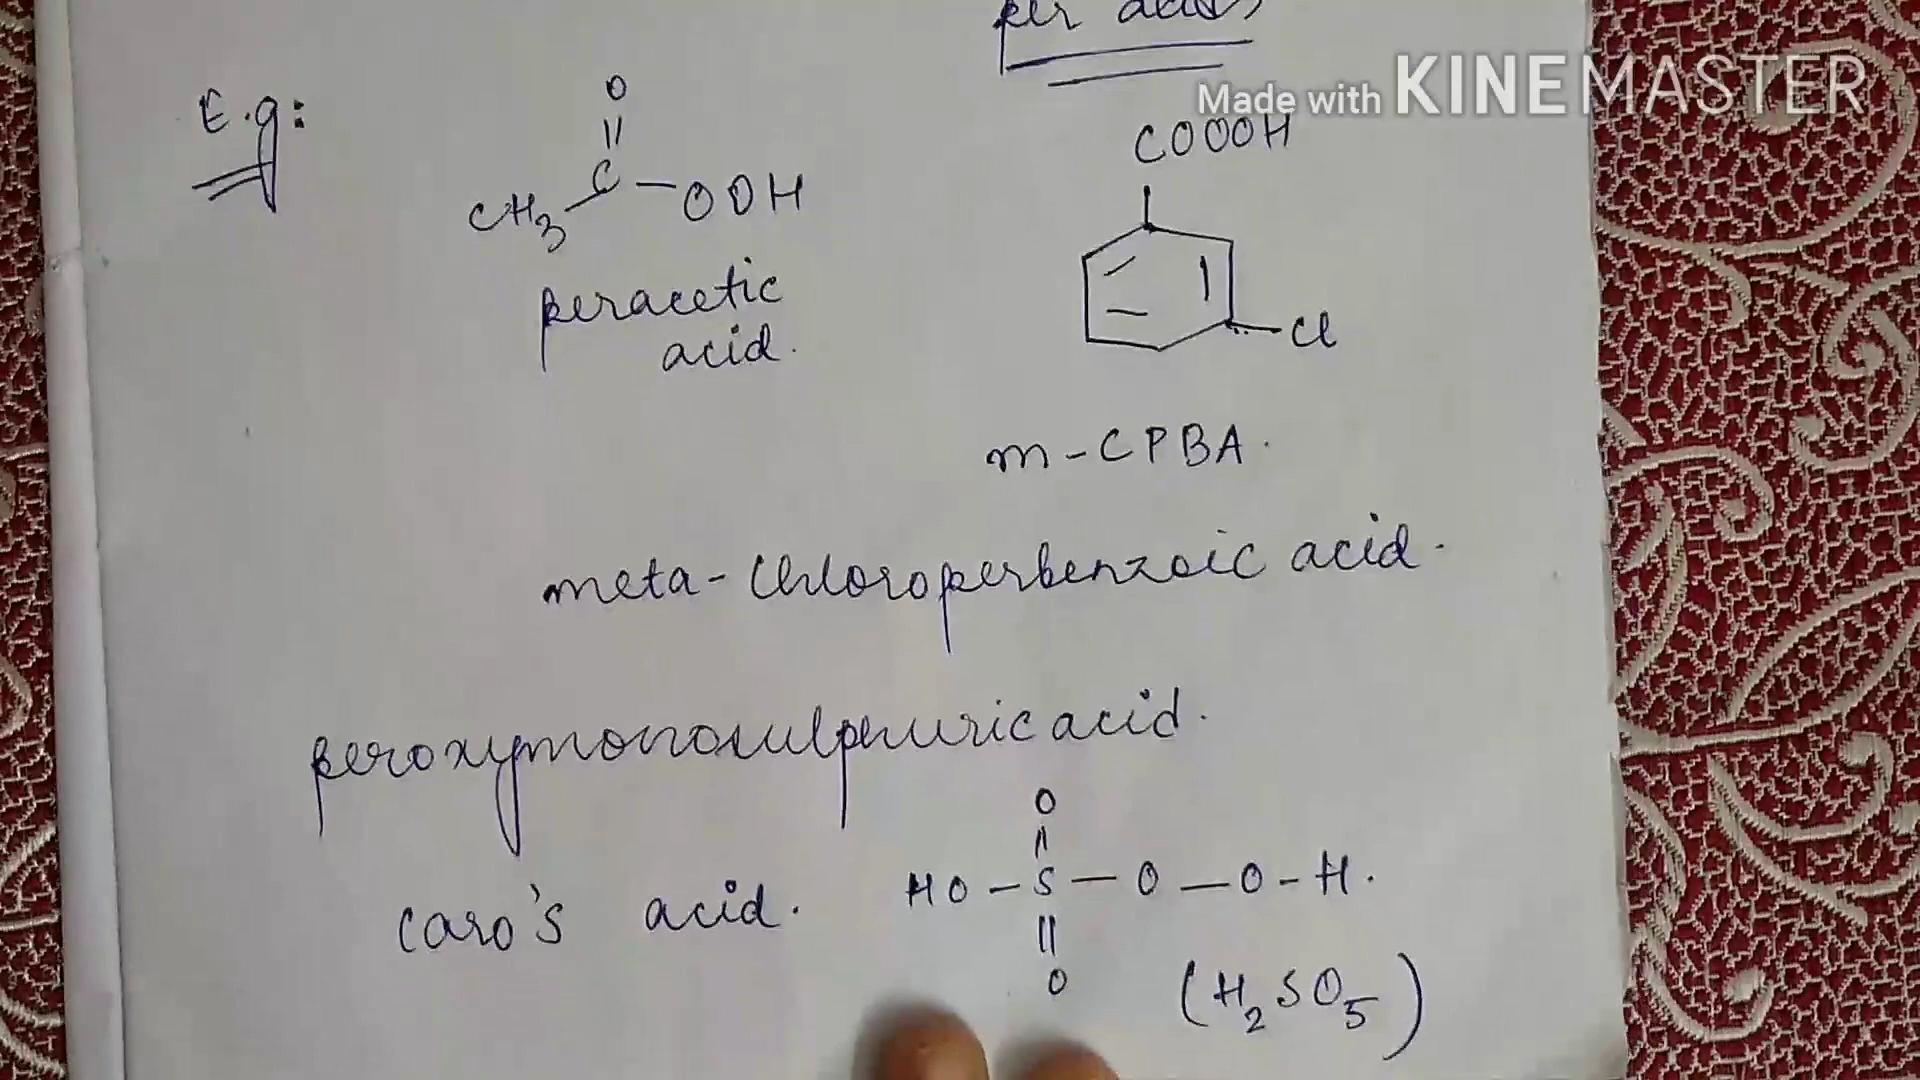 per acids
Made with KINEMASTER
E.g:
O
||
CH3 C - OOH
peracetic
acid.
COOOH
Cl
m-CPBA.
meta-chloroperbenzoic acid.
peroxymonosulphuric acid.
caro's acid.
O
||
HO - S - O - O - H.
||
O
(H2SO5)